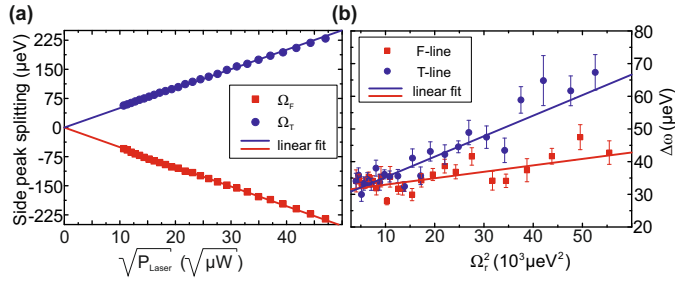 (a)
Side peak splitting (µeV)
225
150
75
0
-75
-150
-225
Ω_F
Ω_T
linear fit
0
10
20
30
40
√P_Laser (√µW)
(b)
F-line
T-line
linear fit
80
70
60
50
40
30
20
Δω (µeV)
10
20
30
40
50
Ω_r^2 (10^3µeV^2)